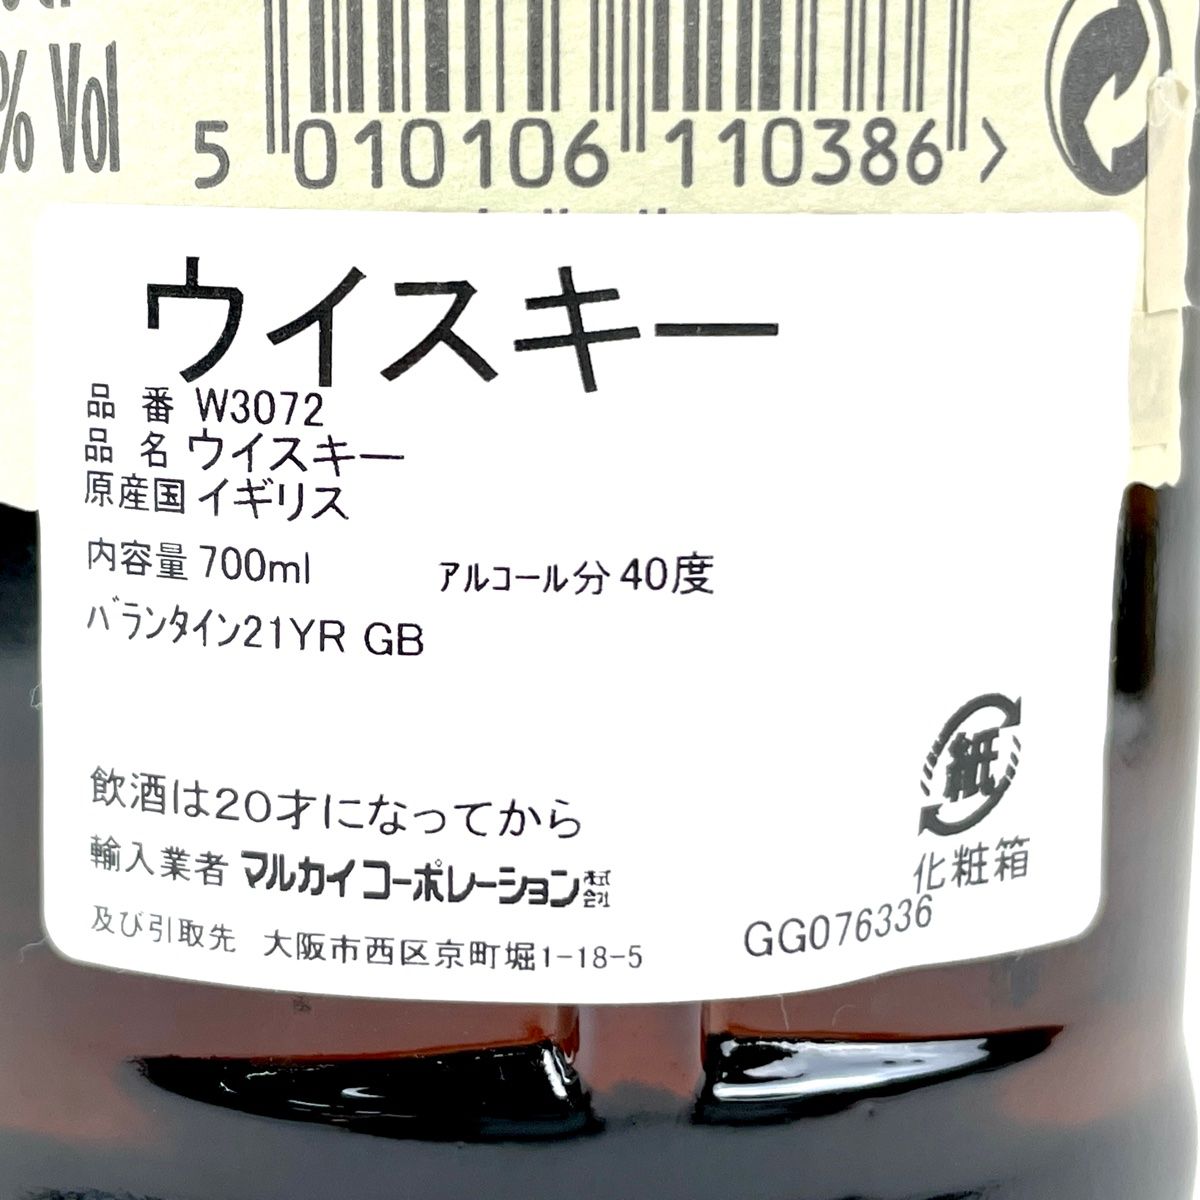 % Vol
5 010106 110386 >
ウイスキー
品 番 W3072
品 名 ウイスキー
原産国 イギリス
内容量 700ml アルコール分 40度
バランタイン21YR GB
紙
化粧箱
飲酒は20才になってから
輸入業者 マルカイコーポレーション株式会社
及び引取先 大阪市西区京町堀1-18-5
GG076336